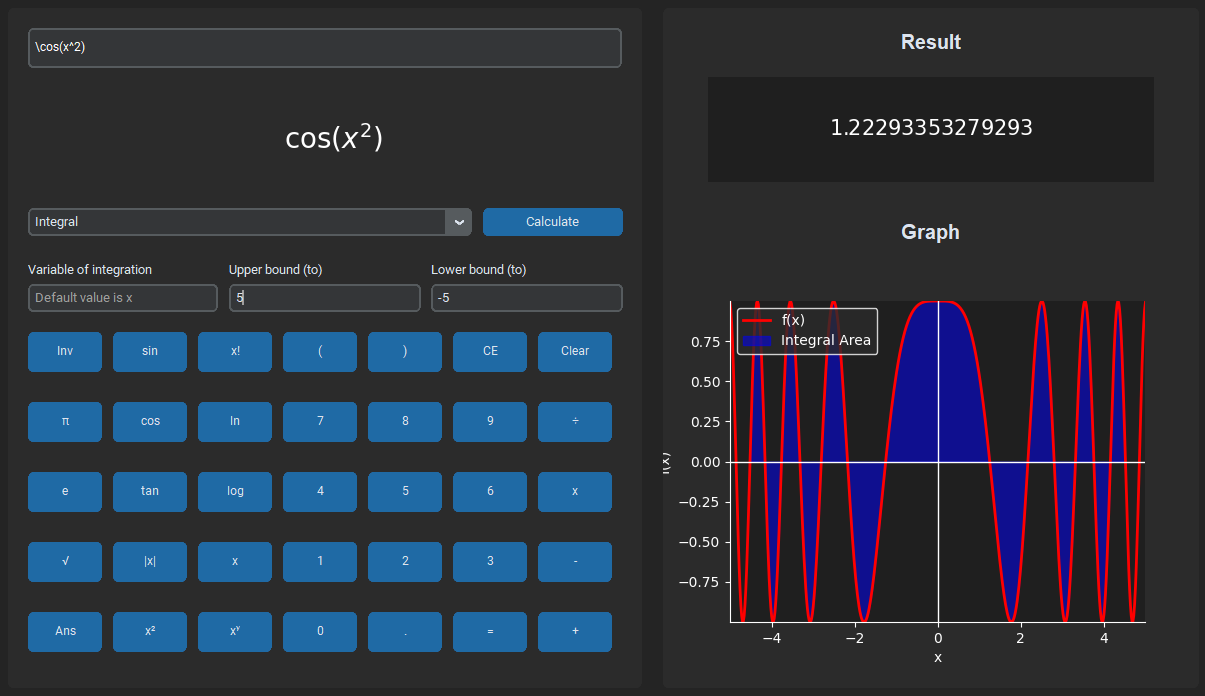 \cos(x^2)
cos(x²)
Integral
Calculate
Variable of integration
Upper bound (to)
Lower bound (to)
Default value is x
5
-5
Inv
sin
x!
(
)
CE
Clear
π
cos
ln
7
8
9
÷
e
tan
log
4
5
6
x
√
|x|
x
1
2
3
-
Ans
x²
xʸ
0
.
=
+
Result
1.22293353279293
Graph
f(x)
Integral Area
0.75
0.50
0.25
0.00
−0.25
−0.50
−0.75
f(x)
−4
−2
0
2
4
x